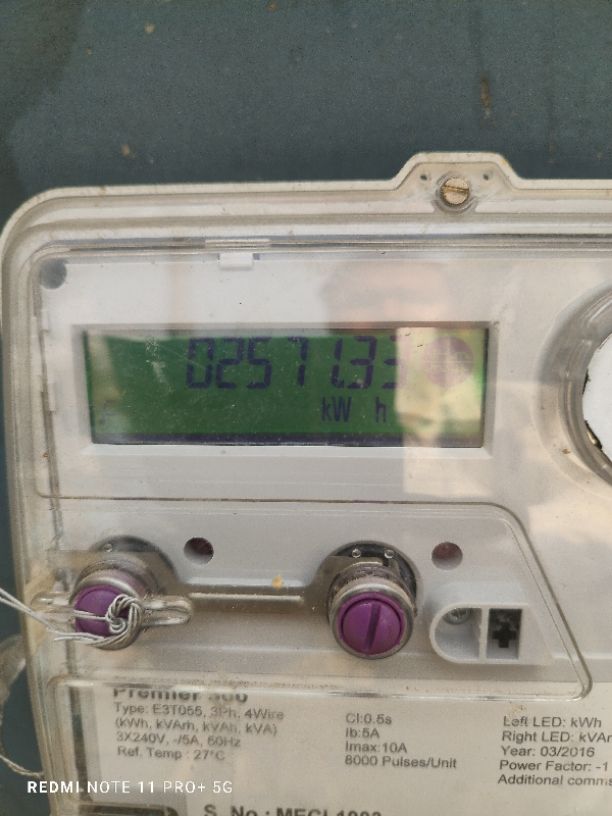 02571.33
kW h
Premier 300
Type: E3T055, 3Ph, 4Wire
(kWh, kVArh, kVAh, kVA)
3X240V, -/5A, 50Hz
Ref. Temp : 27°C
Cl:0.5s
Ib:5A
Imax:10A
8000 Pulses/Unit
Left LED: kWh
Right LED: kVAr
Year: 03/2016
Power Factor: -1
Additional comms
S. No.: MECL
REDMI NOTE 11 PRO+ 5G